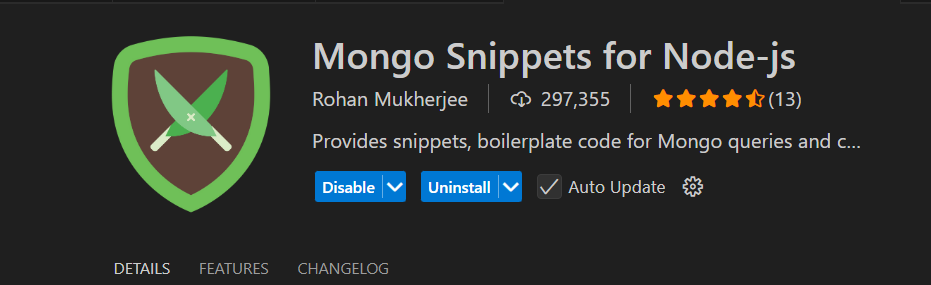 Mongo Snippets for Node-js
Rohan Mukherjee 297,355 (13)
Provides snippets, boilerplate code for Mongo queries and c...
Disable Uninstall Auto Update
DETAILS FEATURES CHANGELOG